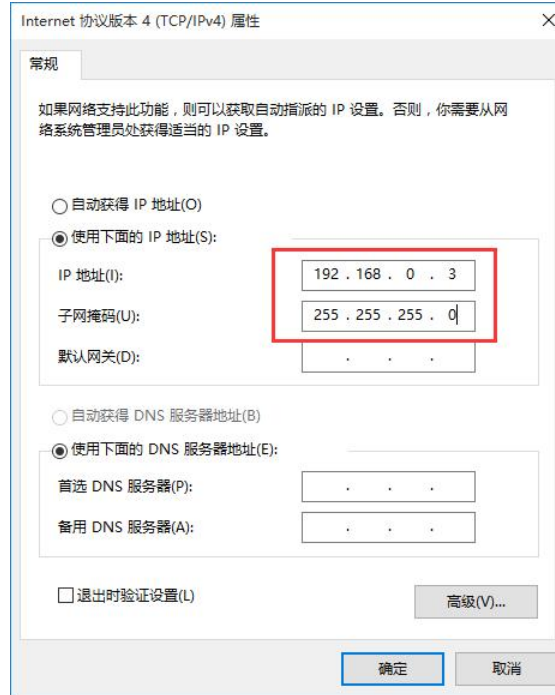 Internet 协议版本 4 (TCP/IPv4) 属性
常规
如果网络支持此功能，则可以获取自动指派的 IP 设置。否则，你需要从网
络系统管理员处获得适当的 IP 设置。
自动获得 IP 地址(O)
使用下面的 IP 地址(S):
IP 地址(I): 192 . 168 . 0 . 3
子网掩码(U): 255 . 255 . 255 . 0
默认网关(D): . . .
自动获得 DNS 服务器地址(B)
使用下面的 DNS 服务器地址(E):
首选 DNS 服务器(P): . . .
备用 DNS 服务器(A): . . .
退出时验证设置(L)
高级(V)...
确定 取消